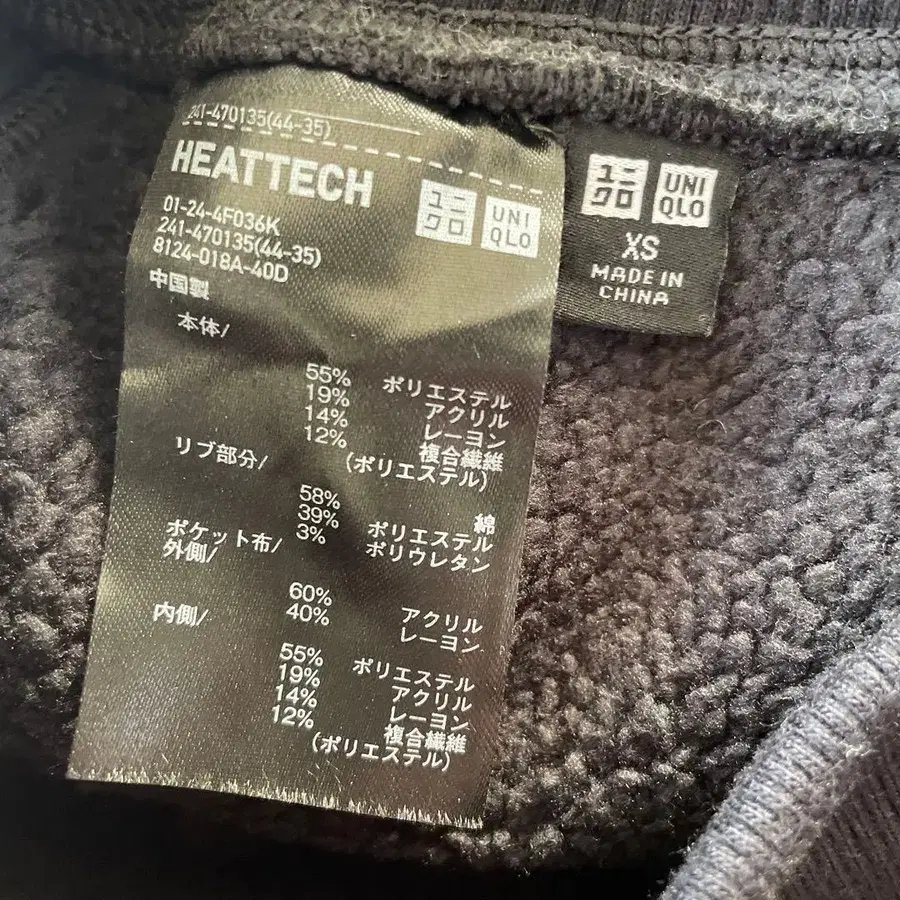 241-470135(44-35)
HEATTECH
ユニ
クロ
UNI
QLO
01-24-4F036K
241-470135(44-35)
8124-018A-40D
中国製
本体/
55% ポリエステル
19% アクリル
14% レーヨン
12% 複合繊維
(ポリエステル)
リブ部分/
58% 綿
39% ポリエステル
3% ポリウレタン
ポケット布/
外側/
60% アクリル
40% レーヨン
内側/
55% ポリエステル
19% アクリル
14% レーヨン
12% 複合繊維
(ポリエステル)
ユニ
クロ
UNI
QLO
XS
MADE IN
CHINA